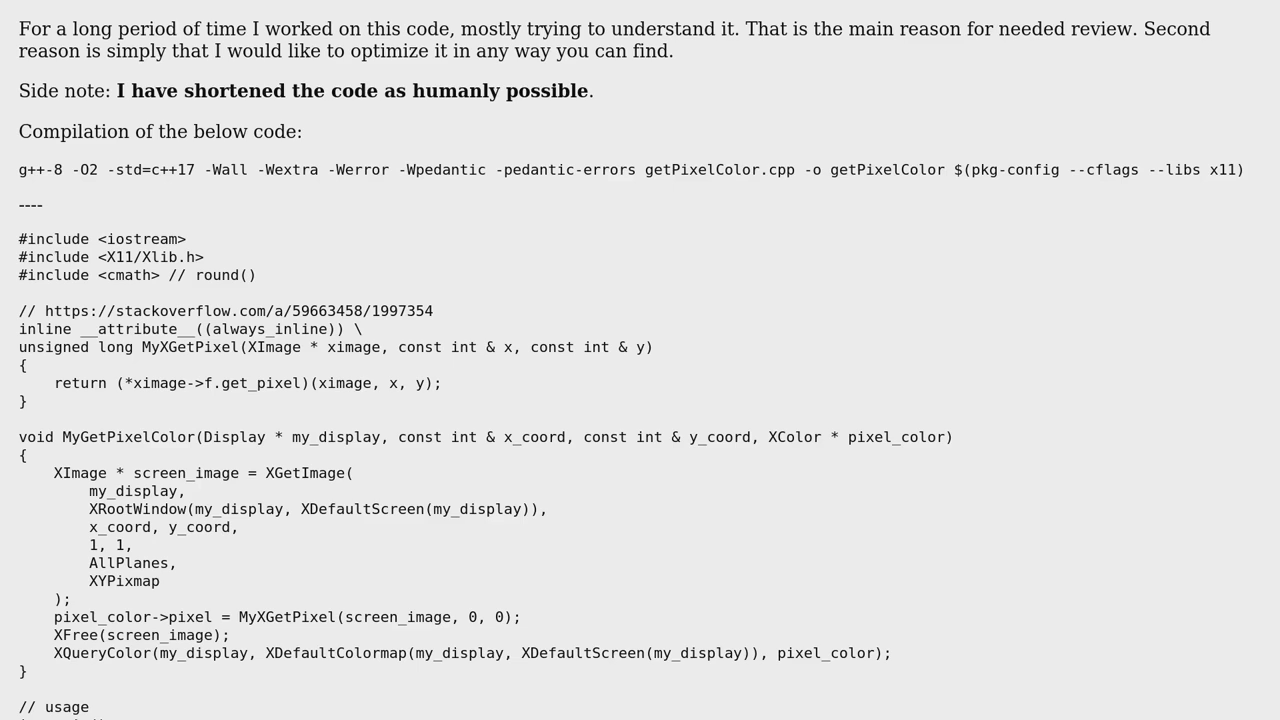 For a long period of time I worked on this code, mostly trying to understand it. That is the main reason for needed review. Second
reason is simply that I would like to optimize it in any way you can find.
Side note: I have shortened the code as humanly possible.
Compilation of the below code:
g++-8 -O2 -std=c++17 -Wall -Wextra -Werror -Wpedantic -pedantic-errors getPixelColor.cpp -o getPixelColor $(pkg-config --cflags --libs x11)
----
#include <iostream>
#include <X11/Xlib.h>
#include <cmath> // round()
// https://stackoverflow.com/a/59663458/1997354
inline __attribute__((always_inline)) \
unsigned long MyXGetPixel(XImage * ximage, const int & x, const int & y)
{
    return (*ximage->f.get_pixel)(ximage, x, y);
}
void MyGetPixelColor(Display * my_display, const int & x_coord, const int & y_coord, XColor * pixel_color)
{
    XImage * screen_image = XGetImage(
        my_display,
        XRootWindow(my_display, XDefaultScreen(my_display)),
        x_coord, y_coord,
        1, 1,
        AllPlanes,
        XYPixmap
    );
    pixel_color->pixel = MyXGetPixel(screen_image, 0, 0);
    XFree(screen_image);
    XQueryColor(my_display, XDefaultColormap(my_display, XDefaultScreen(my_display)), pixel_color);
}
// usage